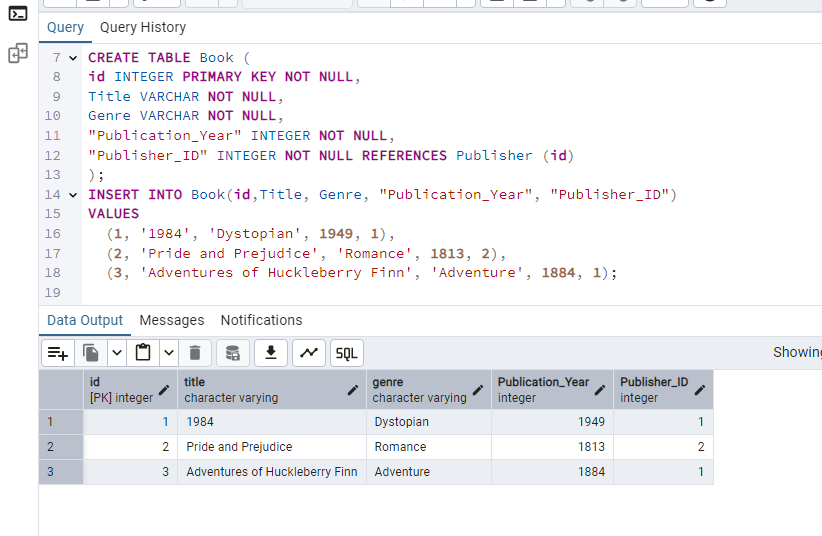 Query Query History
7 CREATE TABLE Book (
8 id INTEGER PRIMARY KEY NOT NULL,
9 Title VARCHAR NOT NULL,
10 Genre VARCHAR NOT NULL,
11 "Publication_Year" INTEGER NOT NULL,
12 "Publisher_ID" INTEGER NOT NULL REFERENCES Publisher (id)
13 );
14 INSERT INTO Book(id,Title, Genre, "Publication_Year", "Publisher_ID")
15 VALUES
16 (1, '1984', 'Dystopian', 1949, 1),
17 (2, 'Pride and Prejudice', 'Romance', 1813, 2),
18 (3, 'Adventures of Huckleberry Finn', 'Adventure', 1884, 1);
19
Data Output Messages Notifications
SQL Showing
id title genre Publication_Year Publisher_ID
[PK] integer character varying character varying integer integer
1 1 1984 Dystopian 1949 1
2 2 Pride and Prejudice Romance 1813 2
3 3 Adventures of Huckleberry Finn Adventure 1884 1